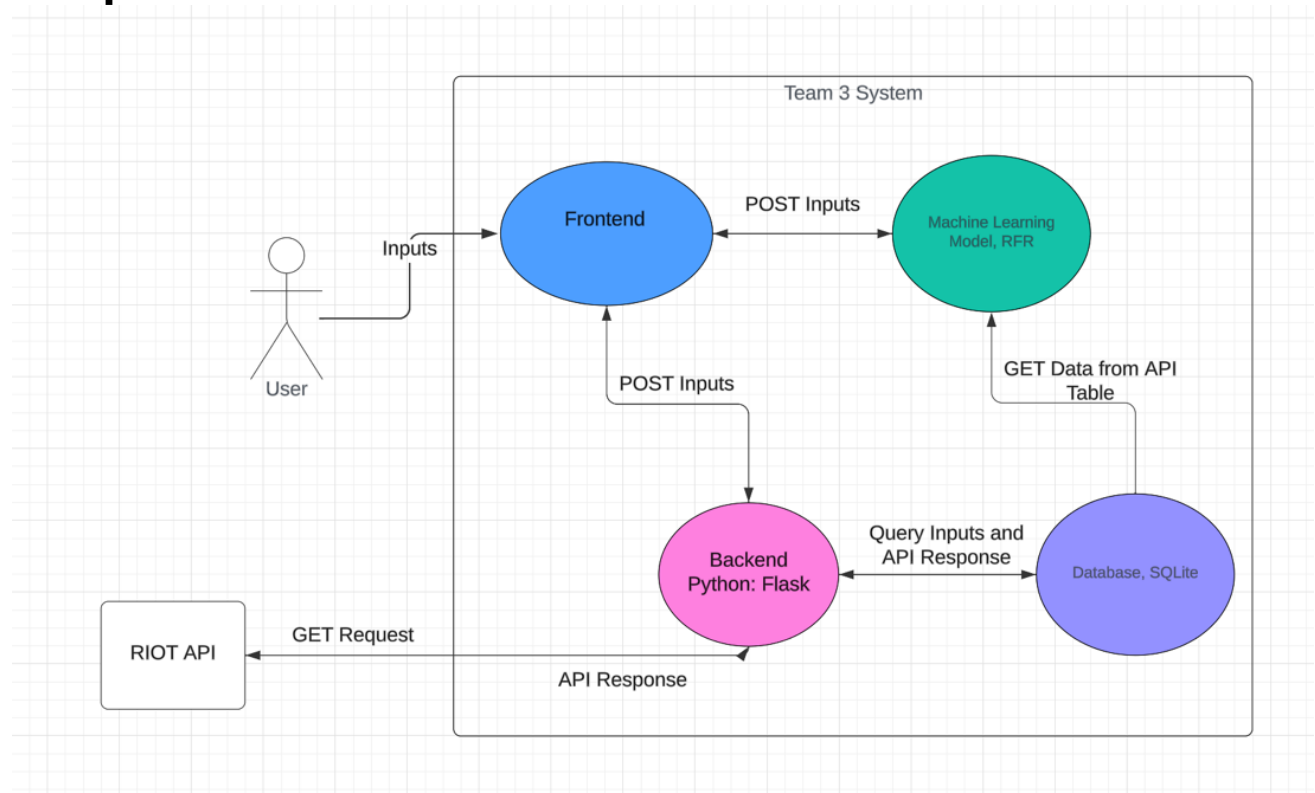 Team 3 System
Frontend
POST Inputs
Machine Learning
Model, RFR
Inputs
User
POST Inputs
GET Data from API
Table
Backend
Python: Flask
Query Inputs and
API Response
Database, SQLite
RIOT API
GET Request
API Response